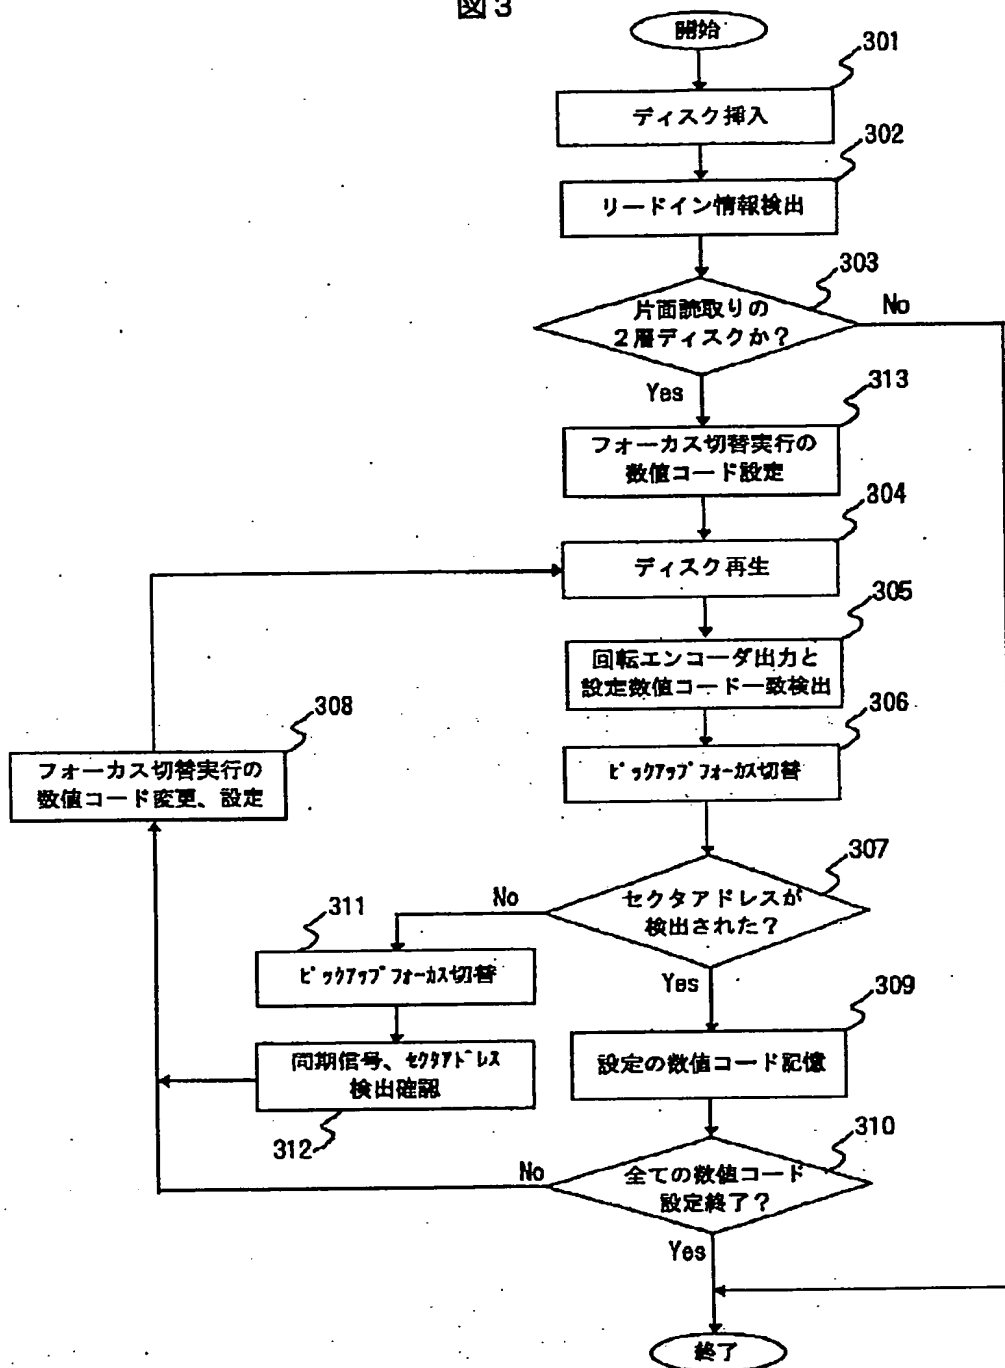 図3
開始
301
ディスク挿入
302
リードイン情報検出
303
片面読取りの
2層ディスクか？
No
Yes
313
フォーカス切替実行の
数値コード設定
304
ディスク再生
305
回転エンコーダ出力と
設定数値コード一致検出
306
ﾋﾟｯｸｱｯﾌﾟﾌｫｰｶｽ切替
307
セクタアドレスが
検出された？
No
Yes
308
フォーカス切替実行の
数値コード変更、設定
311
ﾋﾟｯｸｱｯﾌﾟﾌｫｰｶｽ切替
同期信号、ｾｸﾀｱﾄﾞﾚｽ
検出確認
312
309
設定の数値コード記憶
310
全ての数値コード
設定終了？
No
Yes
終了